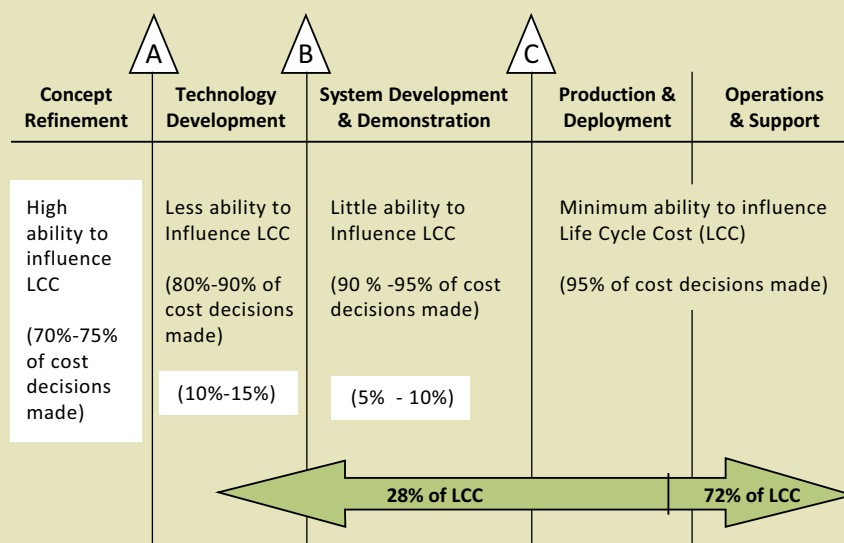 A
B
C
Concept
Refinement
Technology
Development
System Development
& Demonstration
Production &
Deployment
Operations
& Support
High
ability to
influence
LCC
(70%-75%
of cost
decisions
made)
Less ability to
Influence LCC
(80%-90% of
cost decisions
made)
(10%-15%)
Little ability to
Influence LCC
(90 % -95% of cost
decisions made)
(5%  - 10%)
Minimum ability to influence
Life Cycle Cost (LCC)
(95% of cost decisions made)
28% of LCC
72% of LCC